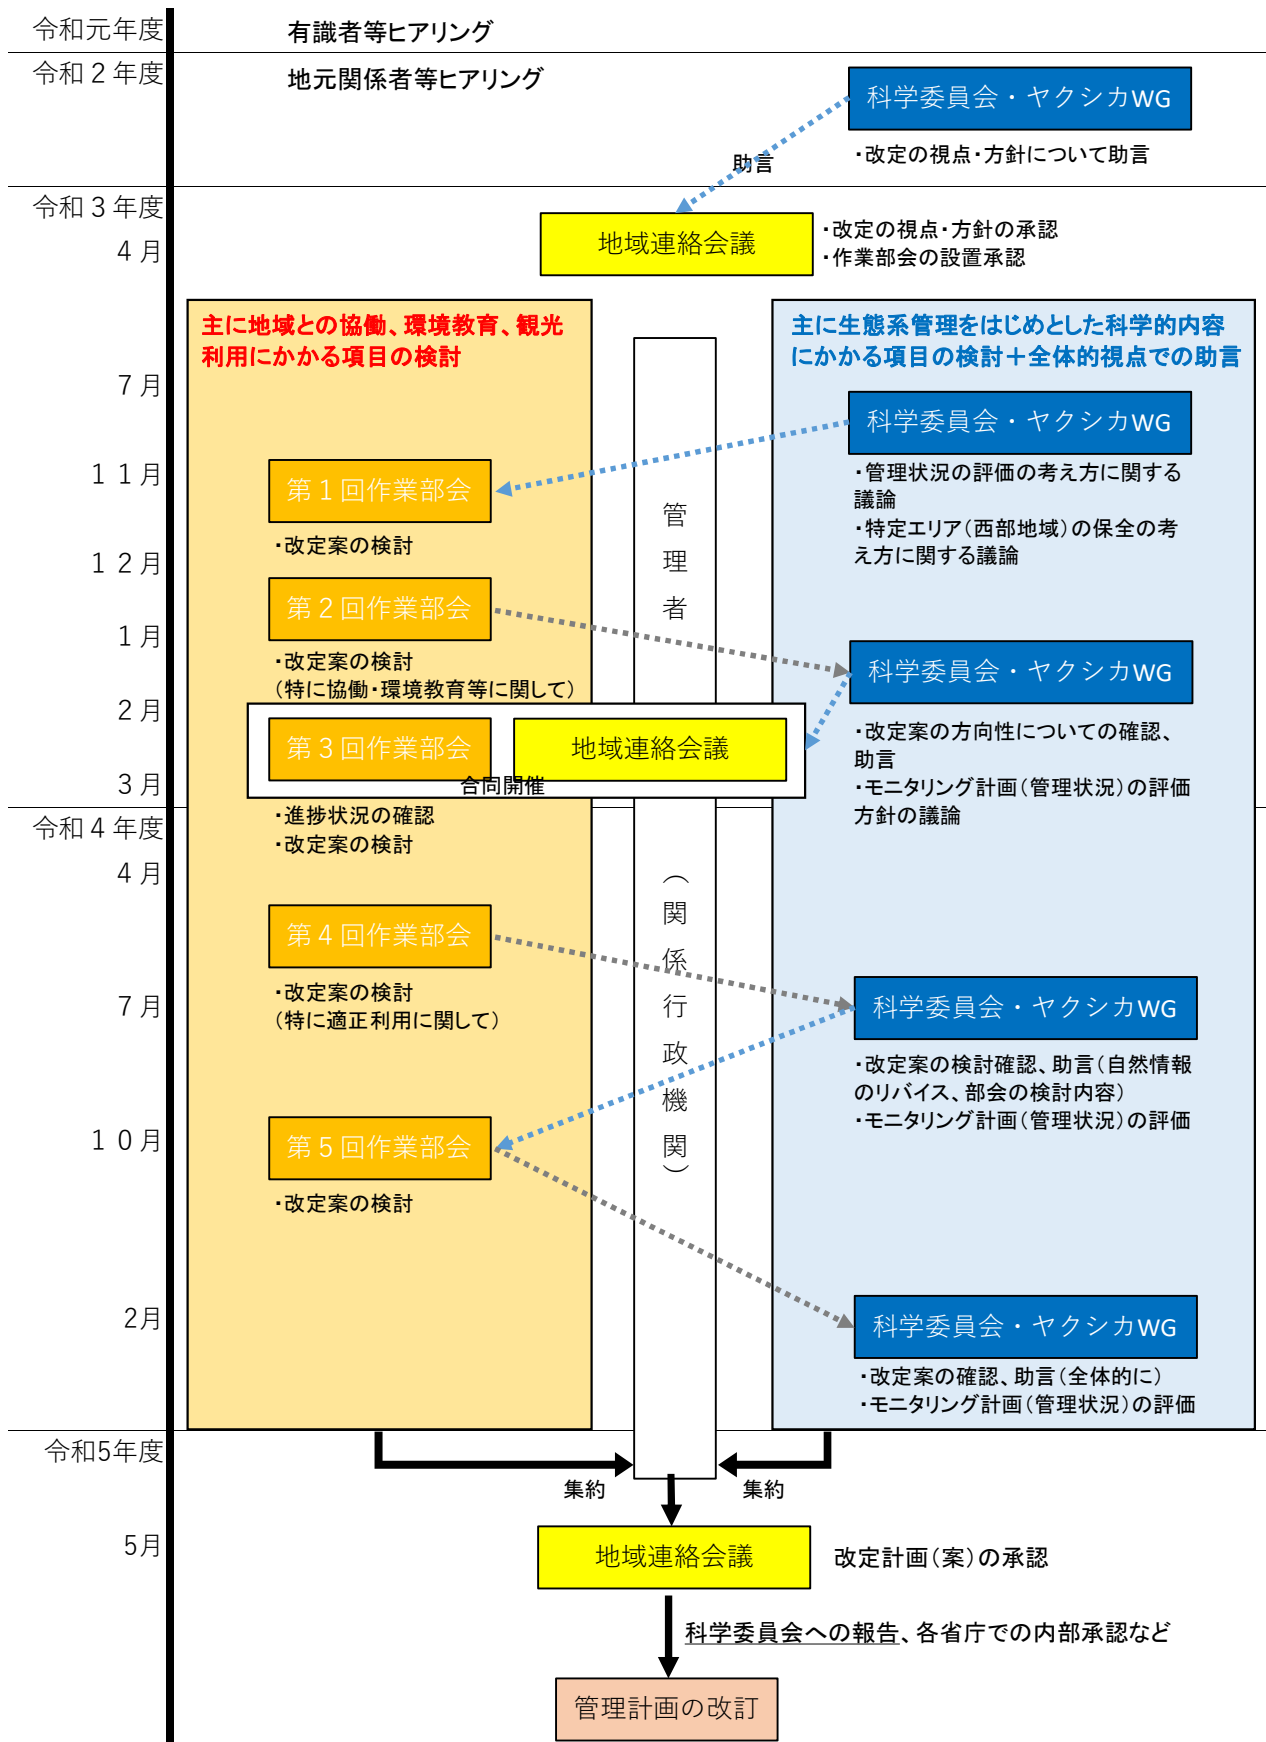 令和元年度
有識者等ヒアリング
令和２年度
地元関係者等ヒアリング
科学委員会・ヤクシカWG
・改定の視点・方針について助言
助言
令和３年度
４月
地域連絡会議
・改定の視点・方針の承認
・作業部会の設置承認
主に地域との協働、環境教育、観光
利用にかかる項目の検討
主に生態系管理をはじめとした科学的内容
にかかる項目の検討＋全体的視点での助言
管理者
（関係行政機関）
７月
科学委員会・ヤクシカWG
・管理状況の評価の考え方に関する
議論
・特定エリア（西部地域）の保全の考
え方に関する議論
１１月
第１回作業部会
・改定案の検討
１２月
第２回作業部会
・改定案の検討
（特に協働・環境教育等に関して）
１月
科学委員会・ヤクシカWG
・改定案の方向性についての確認、
助言
・モニタリング計画（管理状況）の評価
方針の議論
２月
第３回作業部会
地域連絡会議
合同開催
３月
・進捗状況の確認
・改定案の検討
令和４年度
４月
第４回作業部会
・改定案の検討
（特に適正利用に関して）
７月
科学委員会・ヤクシカWG
・改定案の検討確認、助言（自然情報
のリバイス、部会の検討内容）
・モニタリング計画（管理状況）の評価
１０月
第５回作業部会
・改定案の検討
２月
科学委員会・ヤクシカWG
・改定案の確認、助言（全体的に）
・モニタリング計画（管理状況）の評価
令和5年度
集約
集約
5月
地域連絡会議
改定計画（案）の承認
科学委員会への報告、各省庁での内部承認など
管理計画の改訂